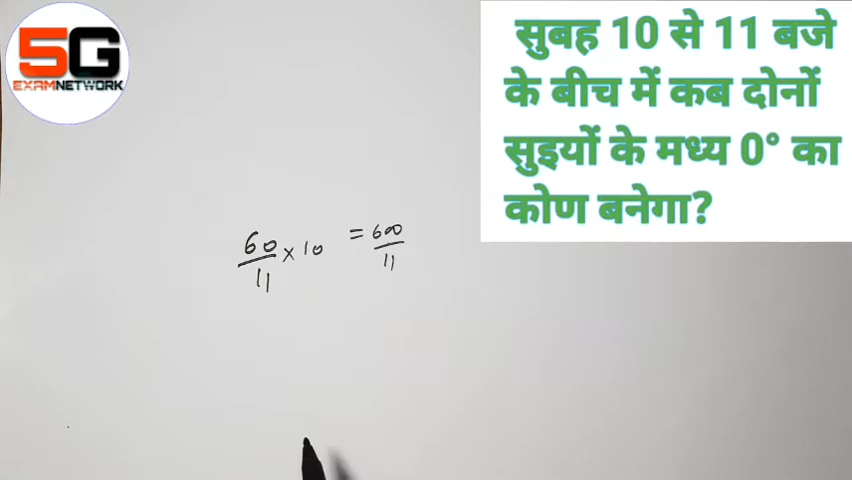 5G
EXAMNETWORK
सुबह 10 से 11 बजे
के बीच में कब दोनों
सुइयों के मध्य 0° का
कोण बनेगा?
60/11 × 10 = 600/11